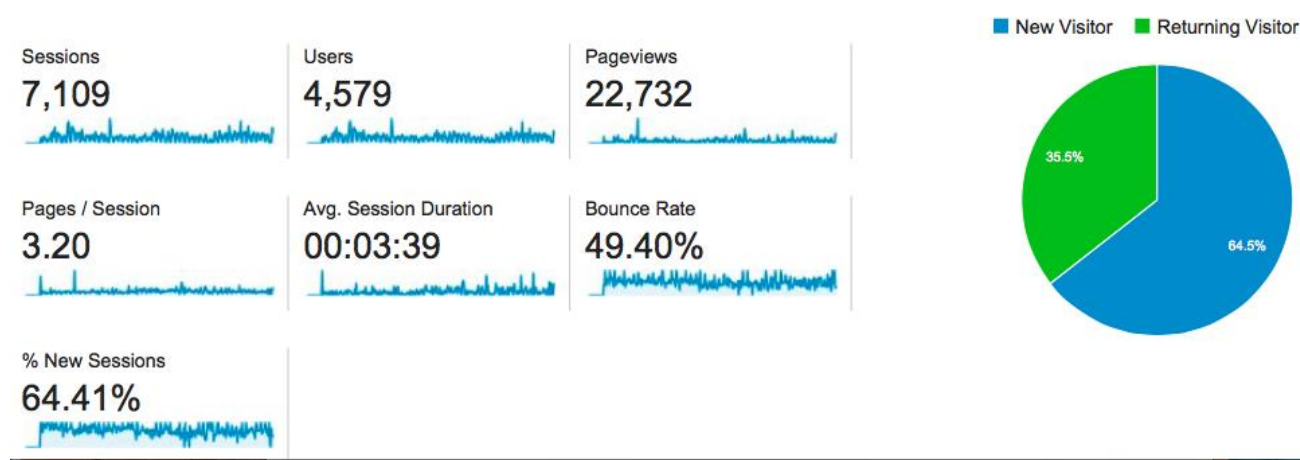 New Visitor Returning Visitor
Sessions
7,109
Users
4,579
Pageviews
22,732
Pages / Session
3.20
Avg. Session Duration
00:03:39
Bounce Rate
49.40%
% New Sessions
64.41%
35.5%
64.5%